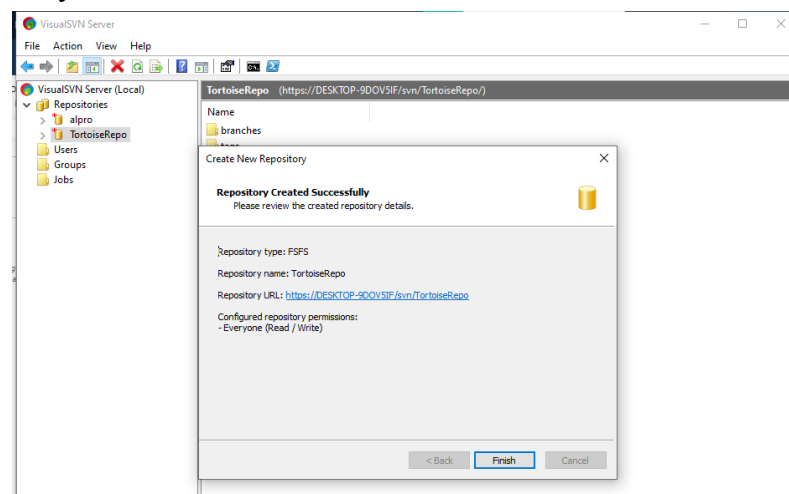 VisualSVN Server
File Action View Help
VisualSVN Server (Local)
Repositories
alpro
TortoiseRepo
Users
Groups
Jobs
TortoiseRepo (https://DESKTOP-9DOV5IF/svn/TortoiseRepo/)
Name
branches
Create New Repository
Repository Created Successfully
Please review the created repository details.
Repository type: FSFS
Repository name: TortoiseRepo
Repository URL: https://DESKTOP-9DOV5IF/svn/TortoiseRepo
Configured repository permissions:
- Everyone (Read / Write)
< Back Finish Cancel